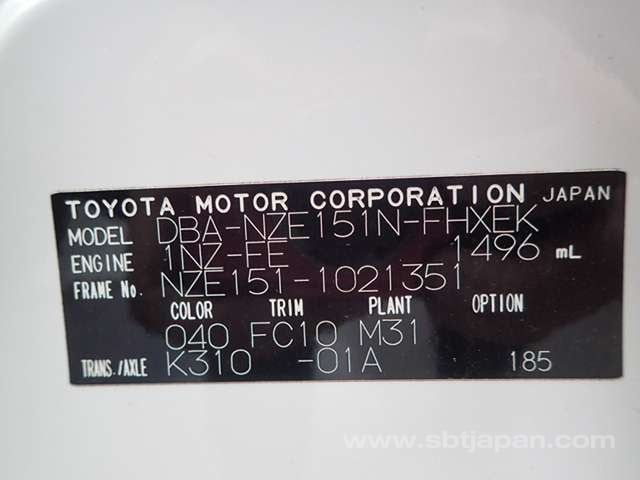 TOYOTA MOTOR CORPORATION JAPAN
MODEL DBA-NZE151N-FHXEK
ENGINE 1NZ-FE 1496 mL
FRAME No. NZE151-1021351
COLOR TRIM PLANT OPTION
040 FC10 M31
TRANS./AXLE K310 -01A 185
www.sbtjapan.com